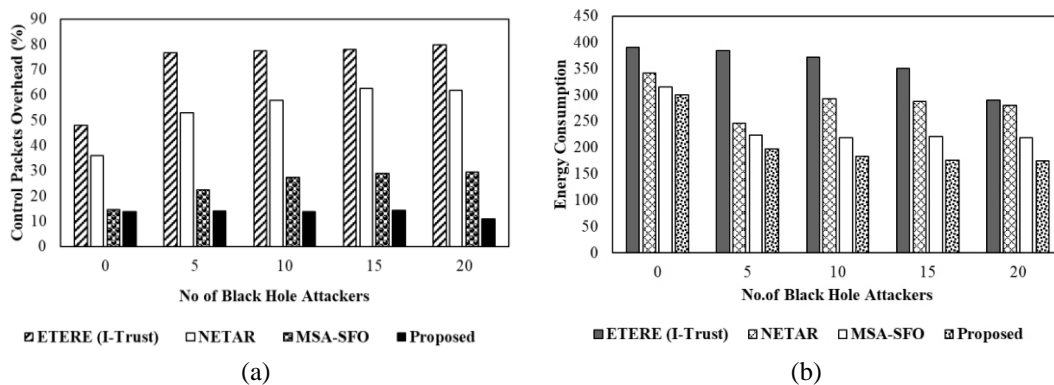 Control Packets Overhead (%)
90
80
70
60
50
40
30
20
10
0
0 5 10 15 20
No of Black Hole Attackers
ETERE (I-Trust) NETAR MSA-SFO Proposed
(a)
Energy Consumption
450
400
350
300
250
200
150
100
50
0
0 5 10 15 20
No.of Black Hole Attackers
ETERE (I-Trust) NETAR MSA-SFO Proposed
(b)